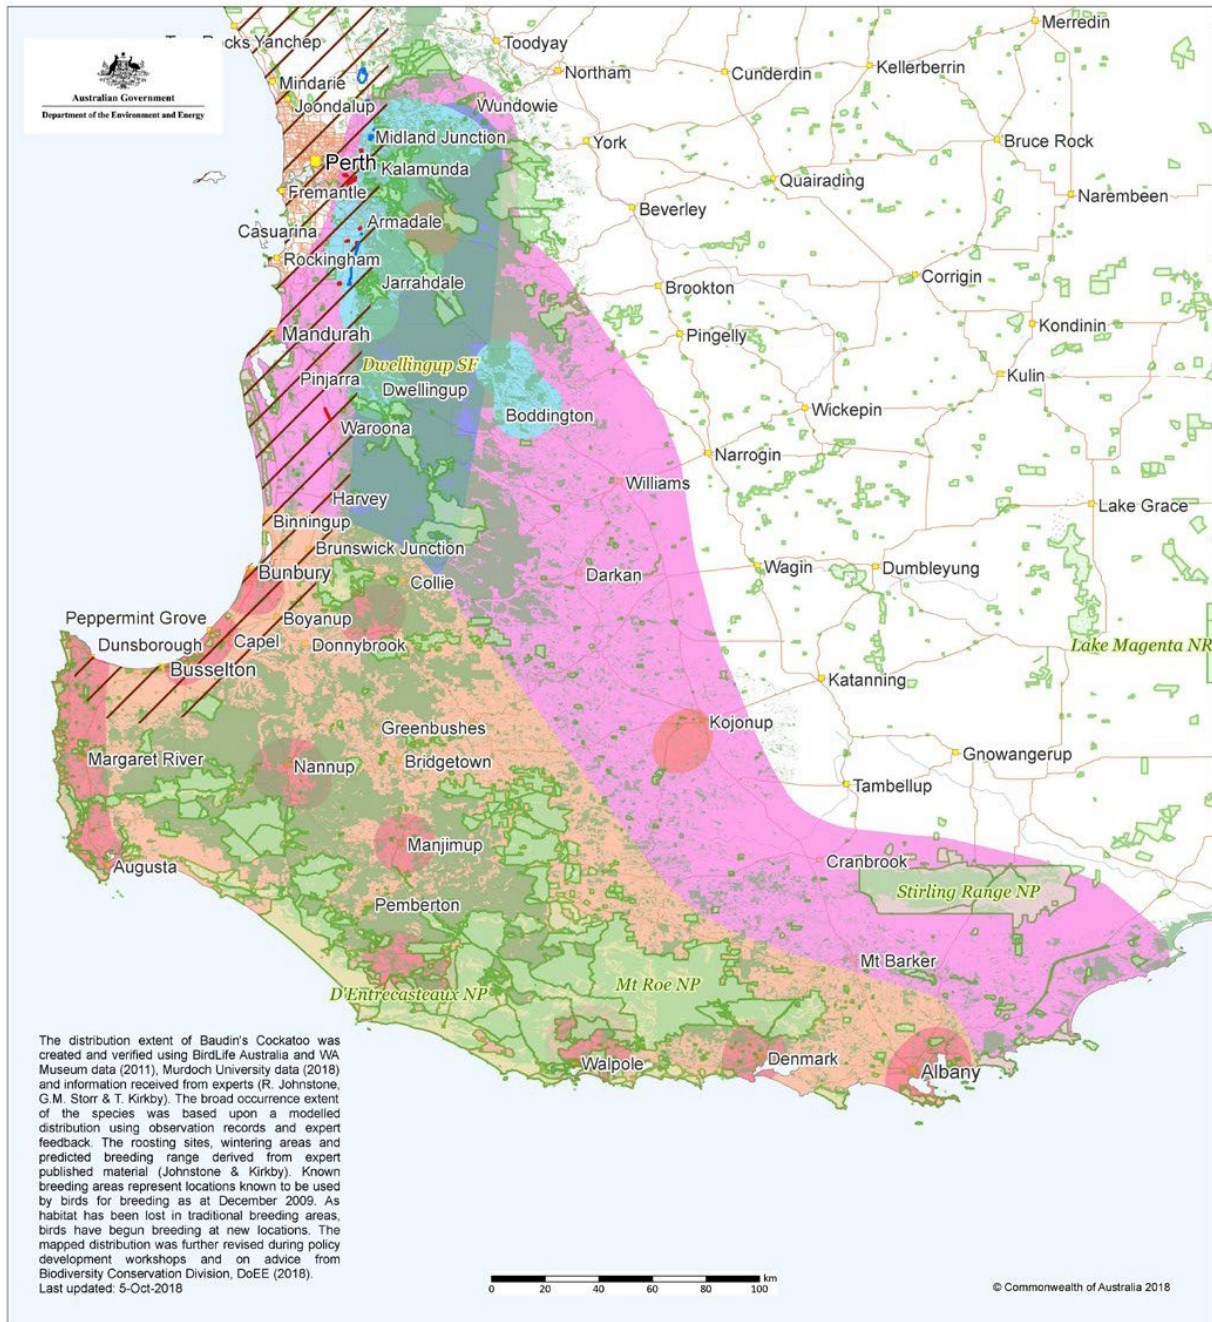 Merredin
Rocks Yanchep
Toodyay
Northam
Cunderdin
Kellerberrin
Australian Government
Department of the Environment and Energy
Mindarie
Joondalup
Wundowie
Midland Junction
York
Bruce Rock
Perth
Kalamunda
Quairading
Narembeen
Fremantle
Beverley
Armadale
Casuarina
Rockingham
Corrigin
Jarrahdale
Brookton
Kondinin
Mandurah
Pingelly
Dwellingup SF
Kulin
Pinjarra
Dwellingup
Boddington
Wickepin
Waroona
Narrogin
Williams
Harvey
Lake Grace
Binningup
Brunswick Junction
Bunbury
Collie
Darkan
Wagin
Dumbleyung
Peppermint Grove
Boyanup
Dunsborough
Capel
Donnybrook
Lake Magenta NR
Busselton
Katanning
Greenbushes
Kojonup
Margaret River
Nannup
Bridgetown
Gnowangerup
Tambellup
Manjimup
Augusta
Cranbrook
Stirling Range NP
Pemberton
Mt Barker
D'Entrecasteaux NP
Mt Roe NP
Walpole
Denmark
Albany
The distribution extent of Baudin's Cockatoo was
created and verified using BirdLife Australia and WA
Museum data (2011), Murdoch University data (2018)
and information received from experts (R. Johnstone,
G.M. Storr & T. Kirkby). The broad occurrence extent
of the species was based upon a modelled
distribution using observation records and expert
feedback. The roosting sites, wintering areas and
predicted breeding range derived from expert
published material (Johnstone & Kirkby). Known
breeding areas represent locations known to be used
by birds for breeding as at December 2009. As
habitat has been lost in traditional breeding areas,
birds have begun breeding at new locations. The
mapped distribution was further revised during policy
development workshops and on advice from
Biodiversity Conservation Division, DoEE (2018).
Last updated: 5-Oct-2018
km
0 20 40 60 80 100
© Commonwealth of Australia 2018